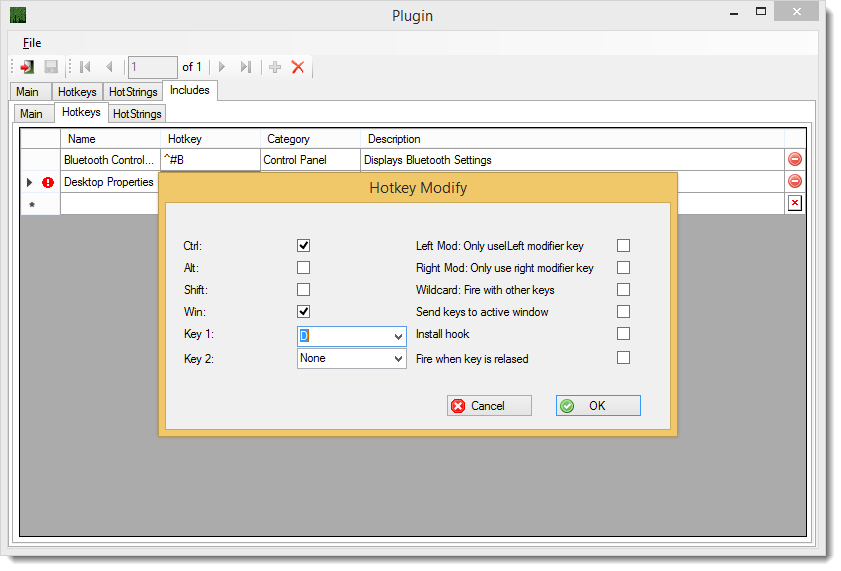 Plugin
File
1 of 1
Main Hotkeys HotStrings Includes
Main Hotkeys HotStrings
Name Hotkey Category Description
Bluetooth Control... ^#B Control Panel Displays Bluetooth Settings
Desktop Properties
*
Hotkey Modify
Ctrl: Left Mod: Only use|Left modifier key
Alt: Right Mod: Only use right modifier key
Shift: Wildcard: Fire with other keys
Win: Send keys to active window
Key 1: D Install hook
Key 2: None Fire when key is relased
Cancel OK